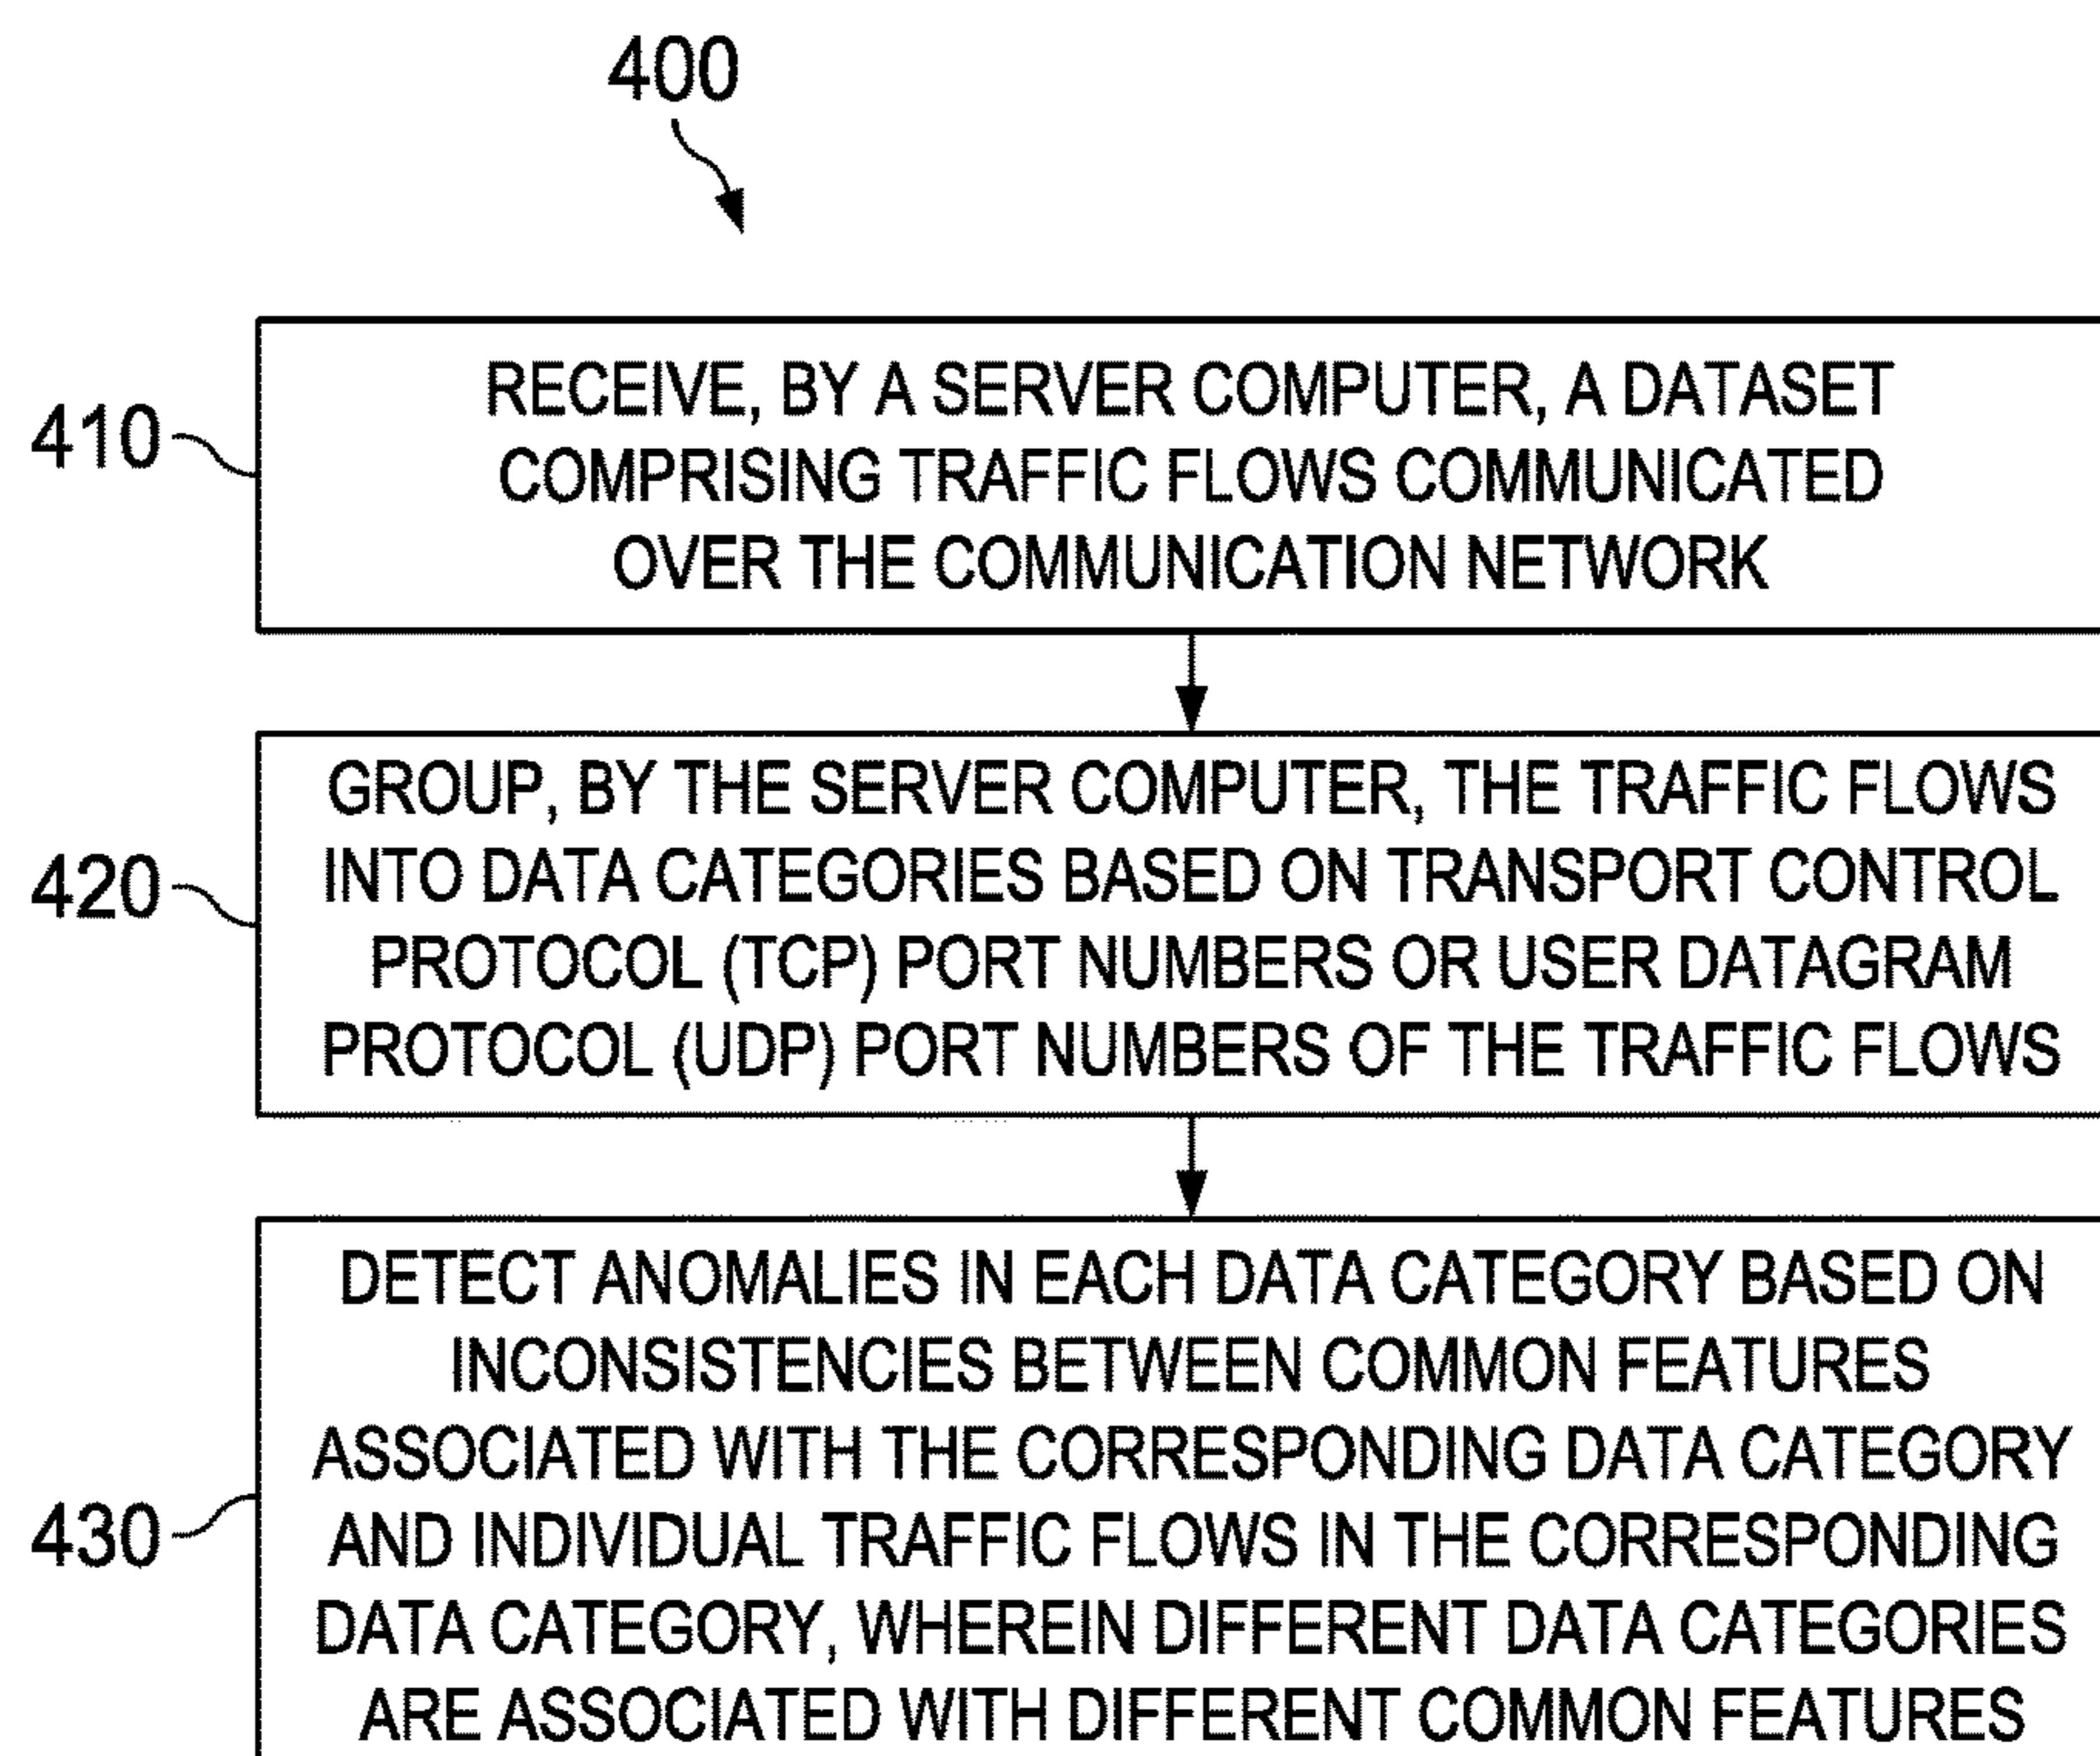 400
410
RECEIVE, BY A SERVER COMPUTER, A DATASET
COMPRISING TRAFFIC FLOWS COMMUNICATED
OVER THE COMMUNICATION NETWORK
420
GROUP, BY THE SERVER COMPUTER, THE TRAFFIC FLOWS
INTO DATA CATEGORIES BASED ON TRANSPORT CONTROL
PROTOCOL (TCP) PORT NUMBERS OR USER DATAGRAM
PROTOCOL (UDP) PORT NUMBERS OF THE TRAFFIC FLOWS
430
DETECT ANOMALIES IN EACH DATA CATEGORY BASED ON
INCONSISTENCIES BETWEEN COMMON FEATURES
ASSOCIATED WITH THE CORRESPONDING DATA CATEGORY
AND INDIVIDUAL TRAFFIC FLOWS IN THE CORRESPONDING
DATA CATEGORY, WHEREIN DIFFERENT DATA CATEGORIES
ARE ASSOCIATED WITH DIFFERENT COMMON FEATURES